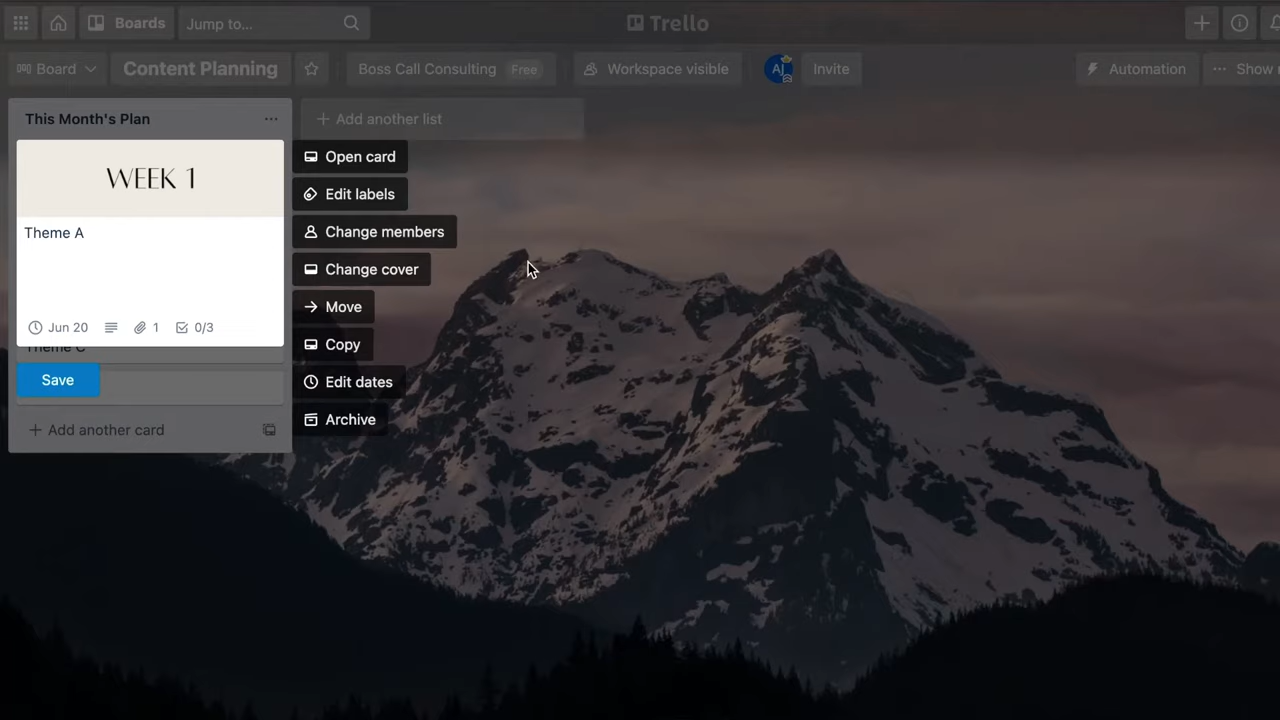 Boards
Jump to...
Trello
Board
Content Planning
Boss Call Consulting
Free
Workspace visible
AJ
Invite
Automation
Show
This Month's Plan
Add another list
WEEK 1
Theme A
Jun 20
1
0/3
Theme C
Save
Add another card
Open card
Edit labels
Change members
Change cover
Move
Copy
Edit dates
Archive